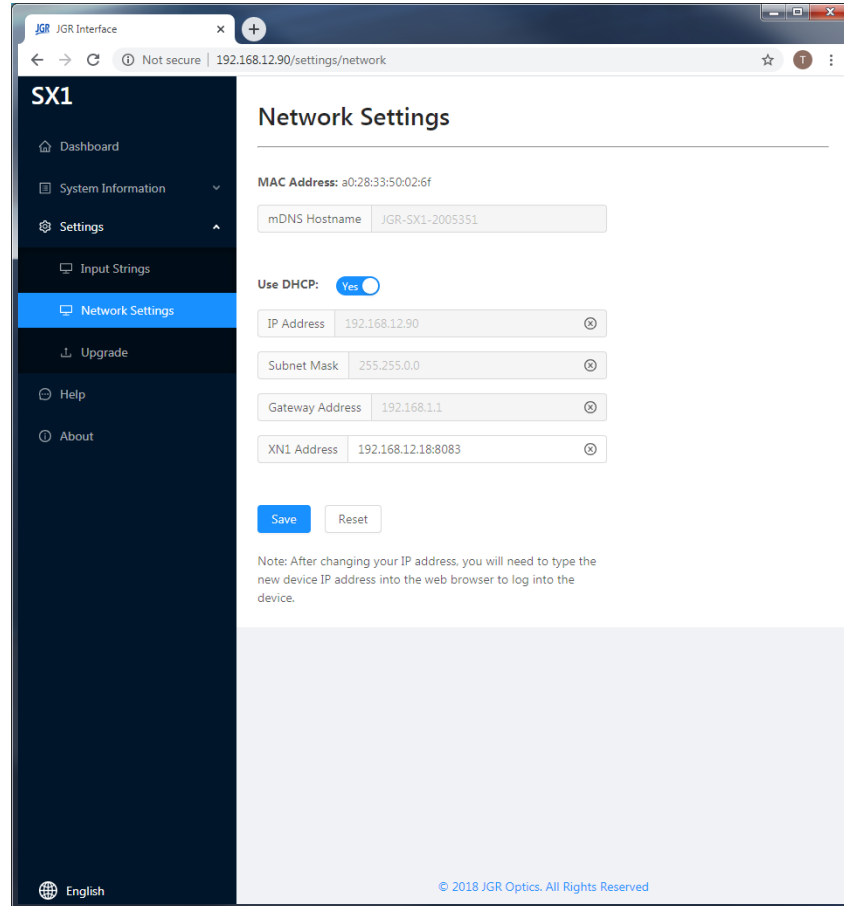 JGR JGR Interface
Not secure | 192.168.12.90/settings/network
T
SX1
Dashboard
System Information
Settings
Input Strings
Network Settings
Upgrade
Help
About
English
Network Settings
MAC Address: a0:28:33:50:02:6f
mDNS Hostname JGR-SX1-2005351
Use DHCP: Yes
IP Address 192.168.12.90
Subnet Mask 255.255.0.0
Gateway Address 192.168.1.1
XN1 Address 192.168.12.18:8083
Save Reset
Note: After changing your IP address, you will need to type the
new device IP address into the web browser to log into the
device.
© 2018 JGR Optics. All Rights Reserved